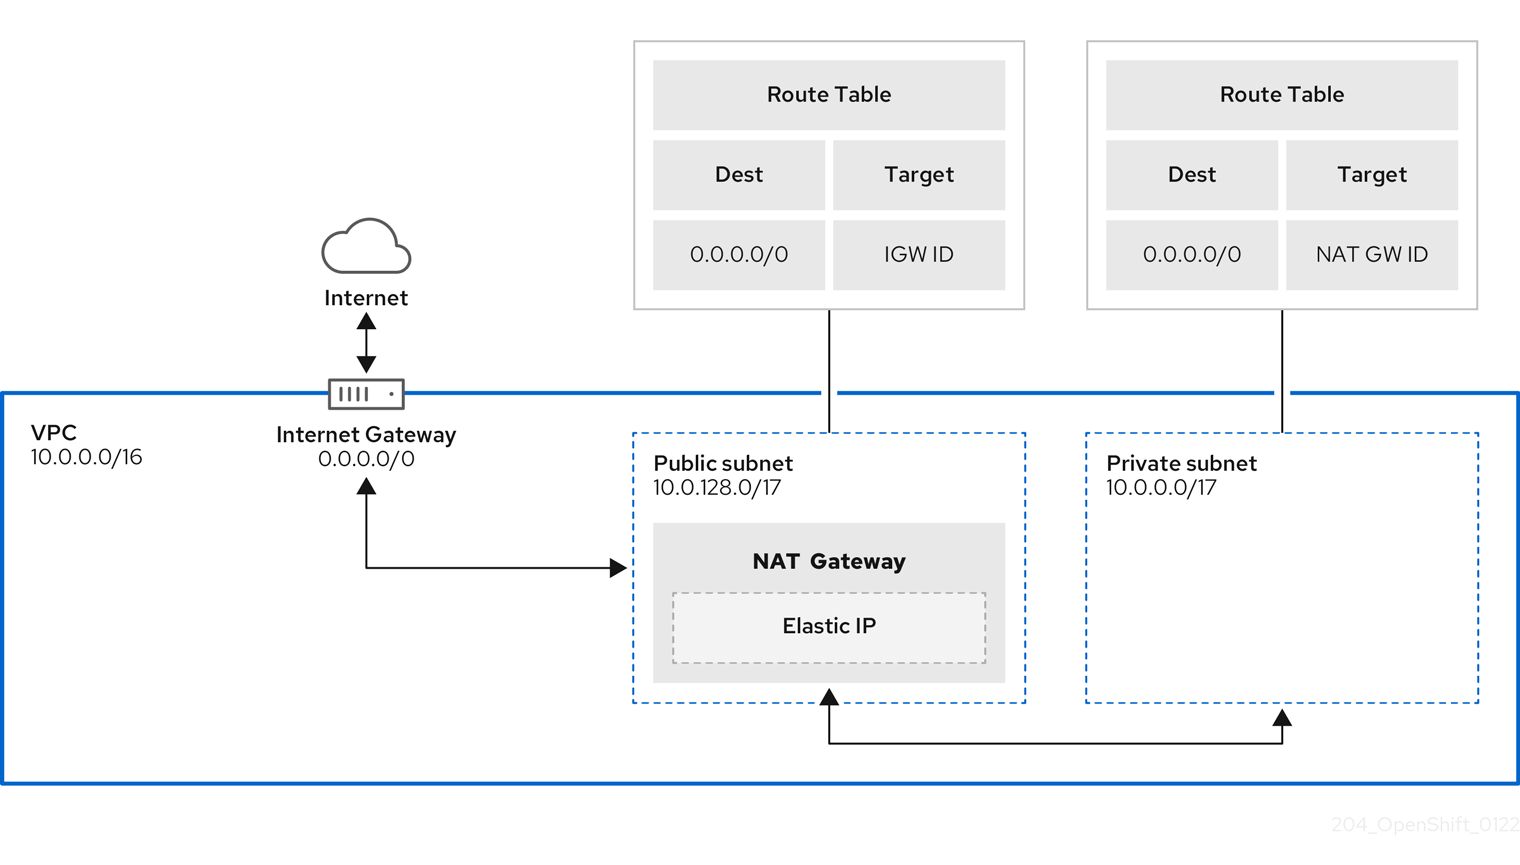 Route Table
Dest
Target
0.0.0.0/0
IGW ID
Route Table
Dest
Target
0.0.0.0/0
NAT GW ID
Internet
Internet Gateway
0.0.0.0/0
VPC
10.0.0.0/16
Public subnet
10.0.128.0/17
NAT Gateway
Elastic IP
Private subnet
10.0.0.0/17
204_OpenShift_0122